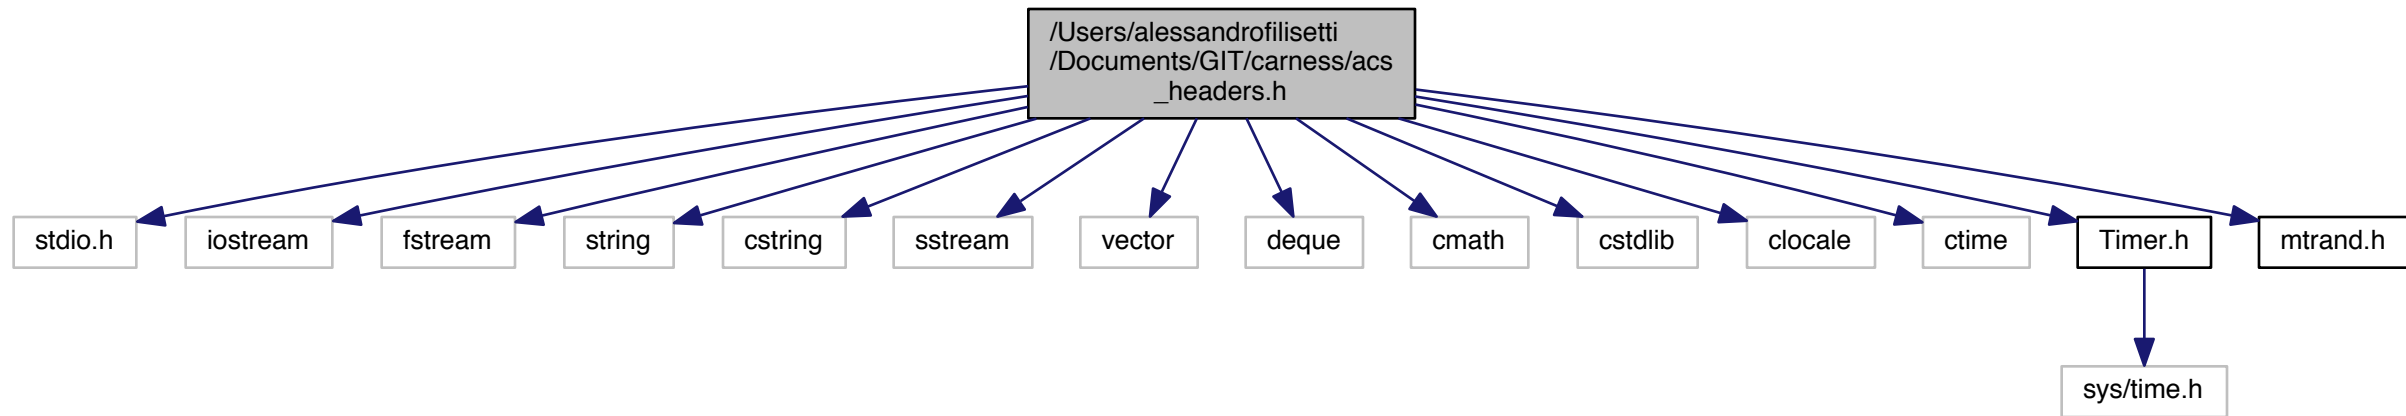 /Users/alessandrofilisetti
/Documents/GIT/carness/acs
_headers.h
stdio.h
iostream
fstream
string
cstring
sstream
vector
deque
cmath
cstdlib
clocale
ctime
Timer.h
mtrand.h
sys/time.h